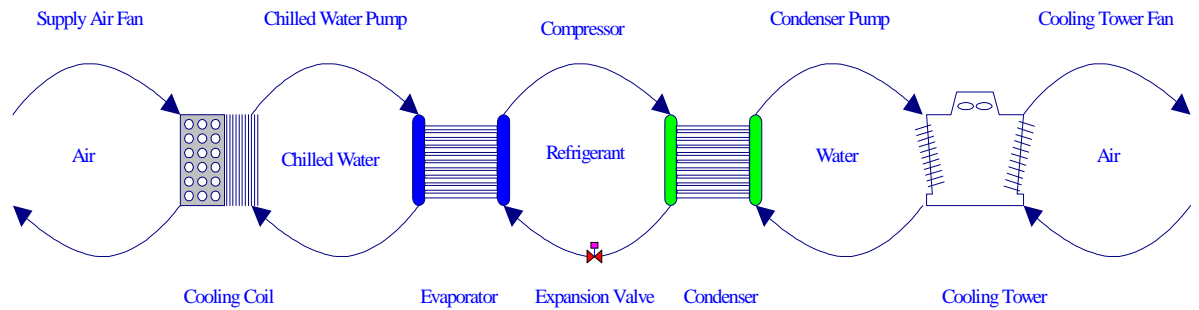 Supply Air Fan
Chilled Water Pump
Compressor
Condenser Pump
Cooling Tower Fan
Air
Chilled Water
Refrigerant
Water
Air
Cooling Coil
Evaporator
Expansion Valve
Condenser
Cooling Tower